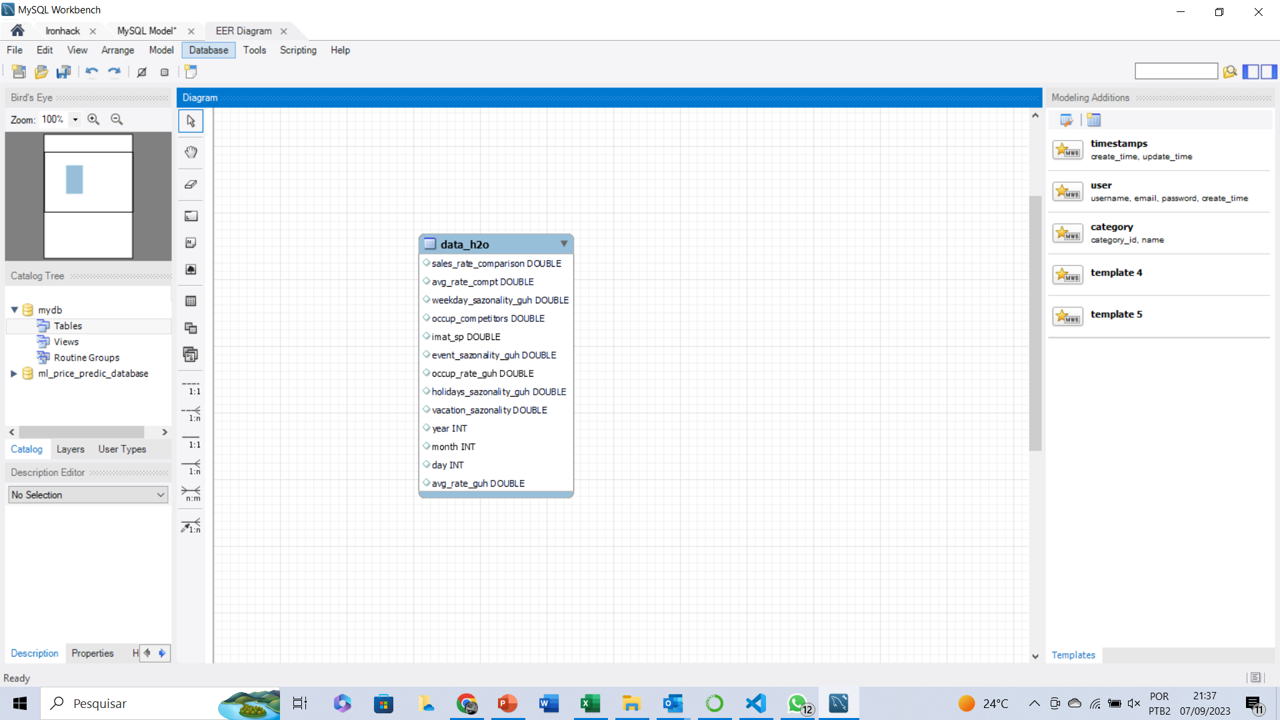 MySQL Workbench
Ironhack
MySQL Model*
EER Diagram
File Edit View Arrange Model Database Tools Scripting Help
Bird's Eye
Zoom: 100%
Catalog Tree
mydb
Tables
Views
Routine Groups
ml_price_predic_database
Catalog Layers User Types
Description Editor
No Selection
Description Properties H
Diagram
1:1
1:n
1:1
1:n
n:m
1:n
data_h2o
sales_rate_comparison DOUBLE
avg_rate_compt DOUBLE
weekday_sazonality_guh DOUBLE
occup_competitors DOUBLE
imat_sp DOUBLE
event_sazonality_guh DOUBLE
occup_rate_guh DOUBLE
holidays_sazonality_guh DOUBLE
vacation_sazonality DOUBLE
year INT
month INT
day INT
avg_rate_guh DOUBLE
Modeling Additions
timestamps
create_time, update_time
user
username, email, password, create_time
category
category_id, name
template 4
template 5
Templates
Ready
Pesquisar
12
24°C
POR
PTB2
21:37
07/09/2023
11